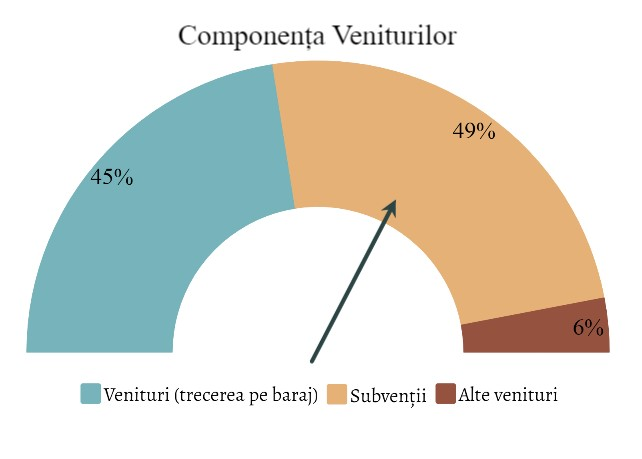 Componența Veniturilor
49%
45%
6%
Venituri (trecerea pe baraj) Subvenții Alte venituri